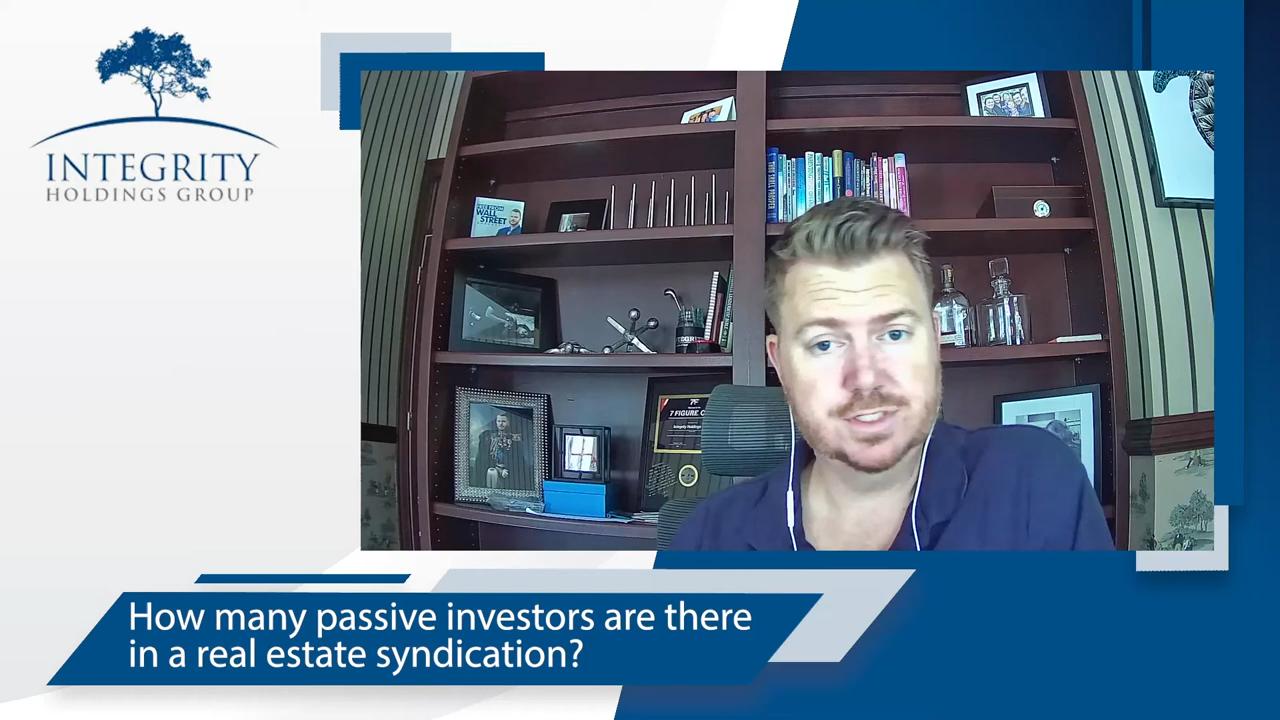 INTEGRITY
HOLDINGS GROUP
WALL
STREET
7 FIGURE
How many passive investors are there
in a real estate syndication?